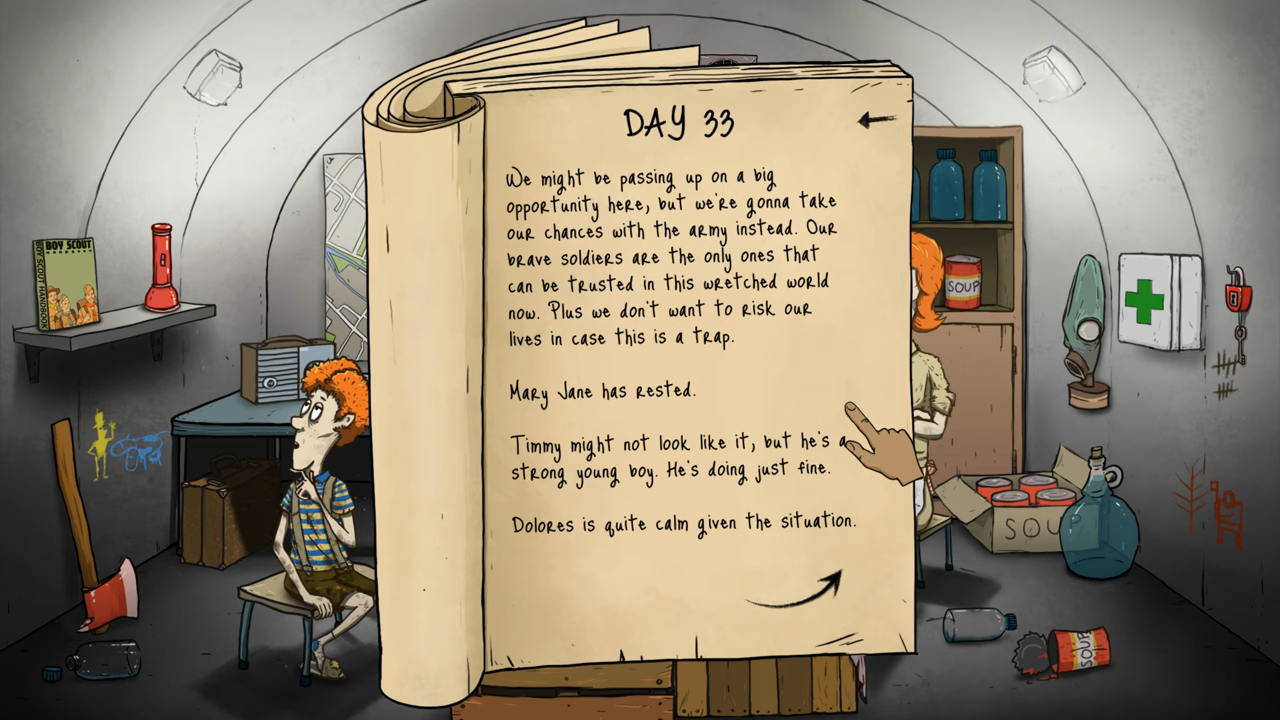 DAY 33
We might be passing up on a big
opportunity here, but we're gonna take
our chances with the army instead. Our
brave soldiers are the only ones that
can be trusted in this wretched world
now. Plus we don't want to risk our
lives in case this is a trap.
Mary Jane has rested.
Timmy might not look like it, but he's a
strong young boy. He's doing just fine.
Dolores is quite calm given the situation.
BOY SCOUT
BOY SCOUT HANDBOOK
SOUP
SOU
SOUP